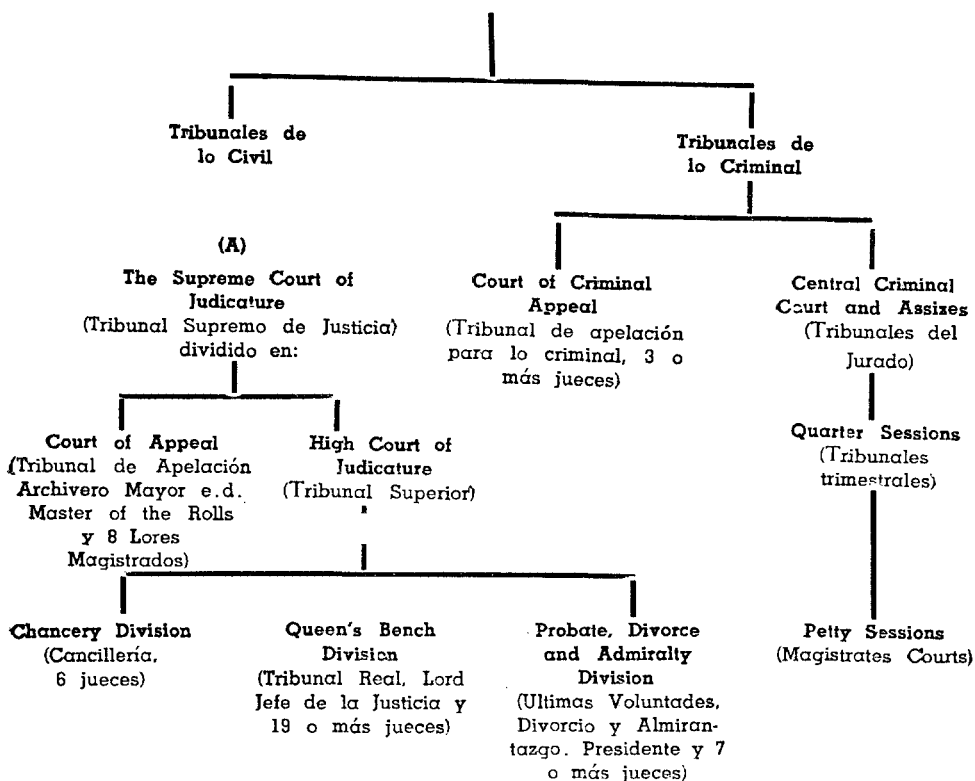 Tribunales de
lo Civil
Tribunales de
lo Criminal
(A)
The Supreme Court of
Judicature
(Tribunal Supremo de Justicia)
dividido en:
Court of Criminal
Appeal
(Tribunal de apelación
para lo criminal, 3 o
más jueces)
Central Criminal
Court and Assizes
(Tribunales del
Jurado)
Court of Appeal
(Tribunal de Apelación
Archivero Mayor e.d.
Master of the Rolls
y 8 Lores
Magistrados)
High Court of
Judicature
(Tribunal Superior)
Quarter Sessions
(Tribunales
trimestrales)
Chancery Division
(Cancillería,
6 jueces)
Queen's Bench
Division
(Tribunal Real, Lord
Jefe de la Justicia y
19 o más jueces)
Probate, Divorce
and Admiralty
Division
(Ultimas Voluntades,
Divorcio y Almiran-
tazgo. Presidente y 7
o más jueces)
Petty Sessions
(Magistrates Courts)